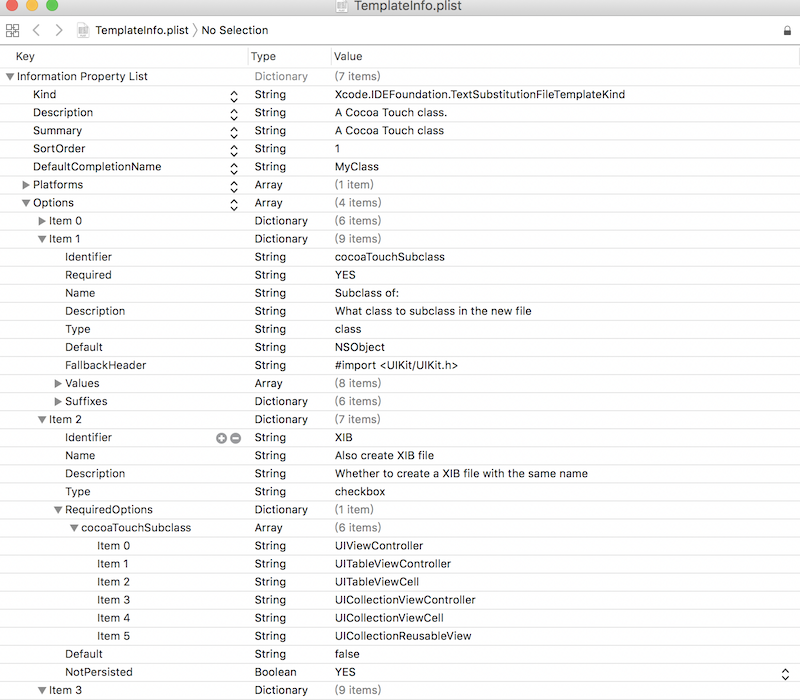 TemplateInfo.plist
TemplateInfo.plist No Selection
Key Type Value
Information Property List Dictionary (7 items)
Kind String Xcode.IDEFoundation.TextSubstitutionFileTemplateKind
Description String A Cocoa Touch class.
Summary String A Cocoa Touch class
SortOrder String 1
DefaultCompletionName String MyClass
Platforms Array (1 item)
Options Array (4 items)
Item 0 Dictionary (6 items)
Item 1 Dictionary (9 items)
Identifier String cocoaTouchSubclass
Required String YES
Name String Subclass of:
Description String What class to subclass in the new file
Type String class
Default String NSObject
FallbackHeader String #import <UIKit/UIKit.h>
Values Array (8 items)
Suffixes Dictionary (6 items)
Item 2 Dictionary (7 items)
Identifier String XIB
Name String Also create XIB file
Description String Whether to create a XIB file with the same name
Type String checkbox
RequiredOptions Dictionary (1 item)
cocoaTouchSubclass Array (6 items)
Item 0 String UIViewController
Item 1 String UITableViewController
Item 2 String UITableViewCell
Item 3 String UICollectionViewController
Item 4 String UICollectionViewCell
Item 5 String UICollectionReusableView
Default String false
NotPersisted Boolean YES
Item 3 Dictionary (9 items)